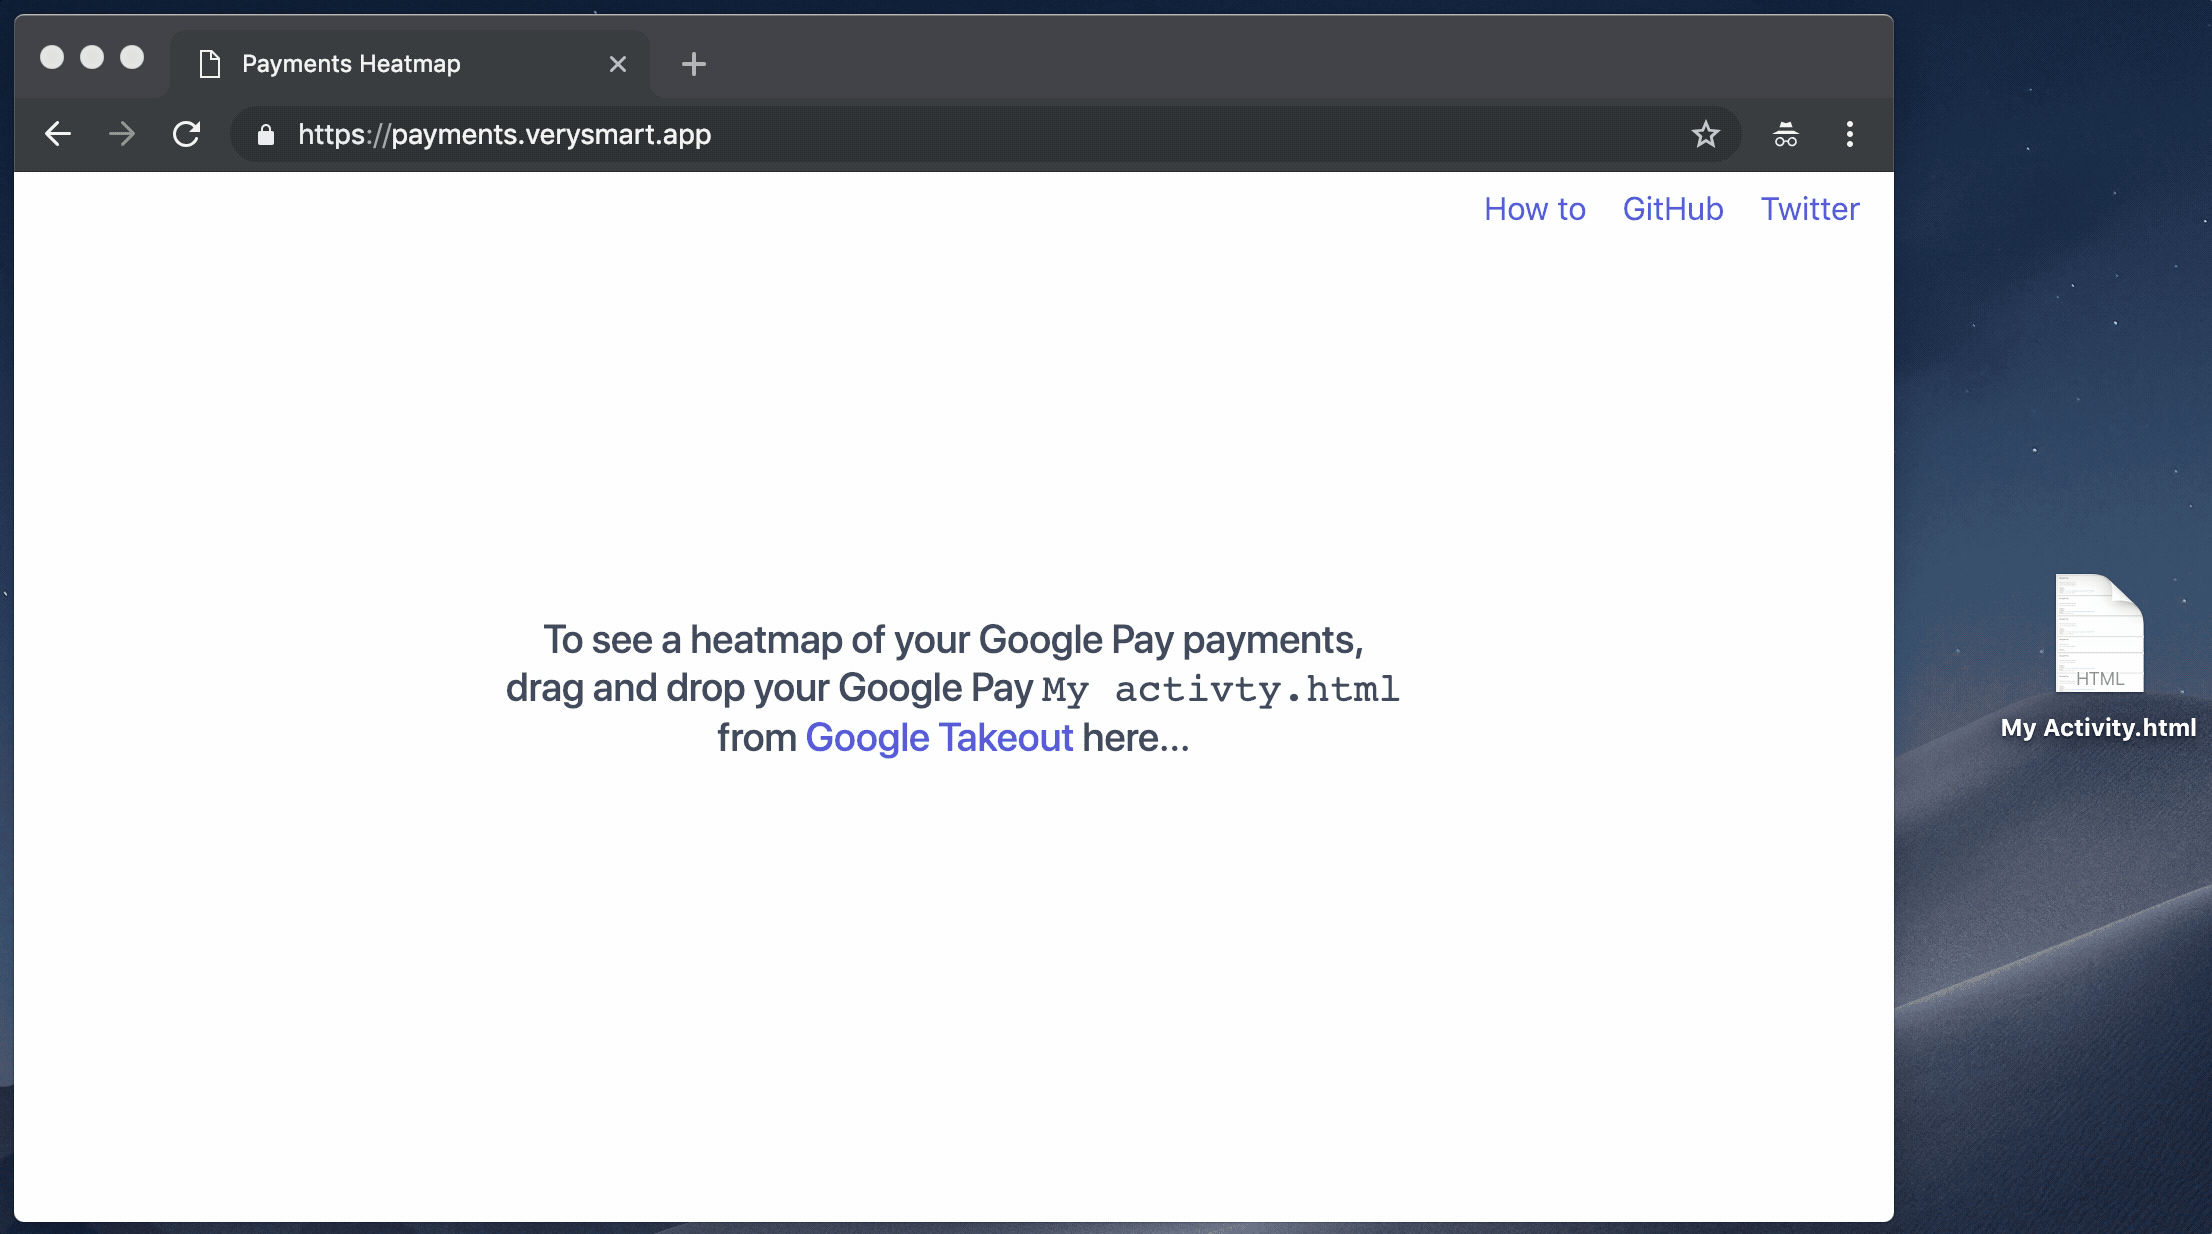 Payments Heatmap
https://payments.verysmart.app
How to GitHub Twitter
To see a heatmap of your Google Pay payments,
drag and drop your Google Pay My activty.html
from Google Takeout here...
HTML
My Activity.html